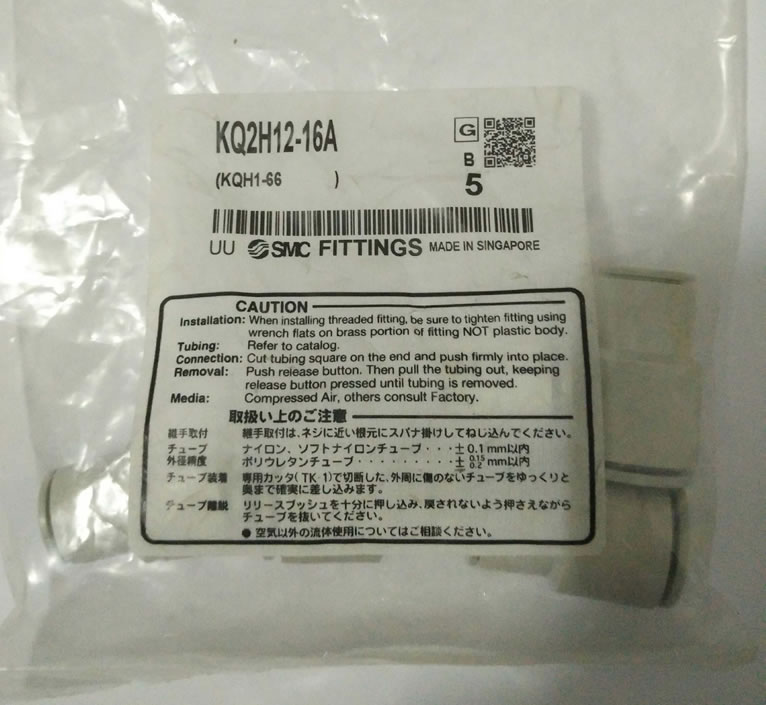 KQ2H12-16A
G
(KQH1-66 )
B
5
UU SMC FITTINGS MADE IN SINGAPORE
CAUTION
Installation: When installing threaded fitting, be sure to tighten fitting using
wrench flats on brass portion of fitting NOT plastic body.
Tubing: Refer to catalog.
Connection: Cut tubing square on the end and push firmly into place.
Removal: Push release button. Then pull the tubing out, keeping
release button pressed until tubing is removed.
Media: Compressed Air, others consult Factory.
取扱い上のご注意
継手取付 継手取付は、ネジに近い根元にスパナ掛けしてねじ込んでください。
チューブ ナイロン、ソフトナイロンチューブ・・・±0.1mm以内
外径精度 ポリウレタンチューブ・・・・・・・・・±0.15 0.2 mm以内
チューブ装着 専用カッタ(TK-1)で切断した、外周に傷のないチューブをゆっくりと
奥まで確実に差し込みます。
チューブ離脱 リリースブッシュを十分に押し込み、戻されないよう押さえながら
チューブを抜いてください。
●空気以外の流体使用についてはご相談ください。